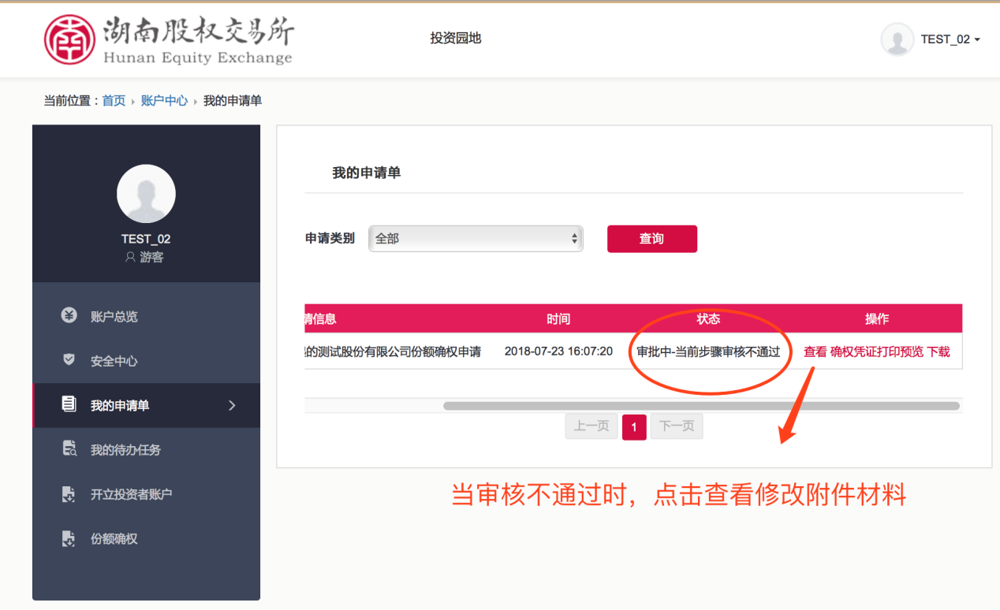 湖南股权交易所
Hunan Equity Exchange
投资园地
TEST_02
当前位置：首页 › 账户中心 › 我的申请单
TEST_02
游客
账户总览
安全中心
我的申请单
我的待办任务
开立投资者账户
份额确权
我的申请单
申请类别 全部 查询
请信息 时间 状态 操作
的测试股份有限公司份额确权申请 2018-07-23 16:07:20 审批中-当前步骤审核不通过 查看 确权凭证打印预览 下载
上一页 1 下一页
当审核不通过时，点击查看修改附件材料